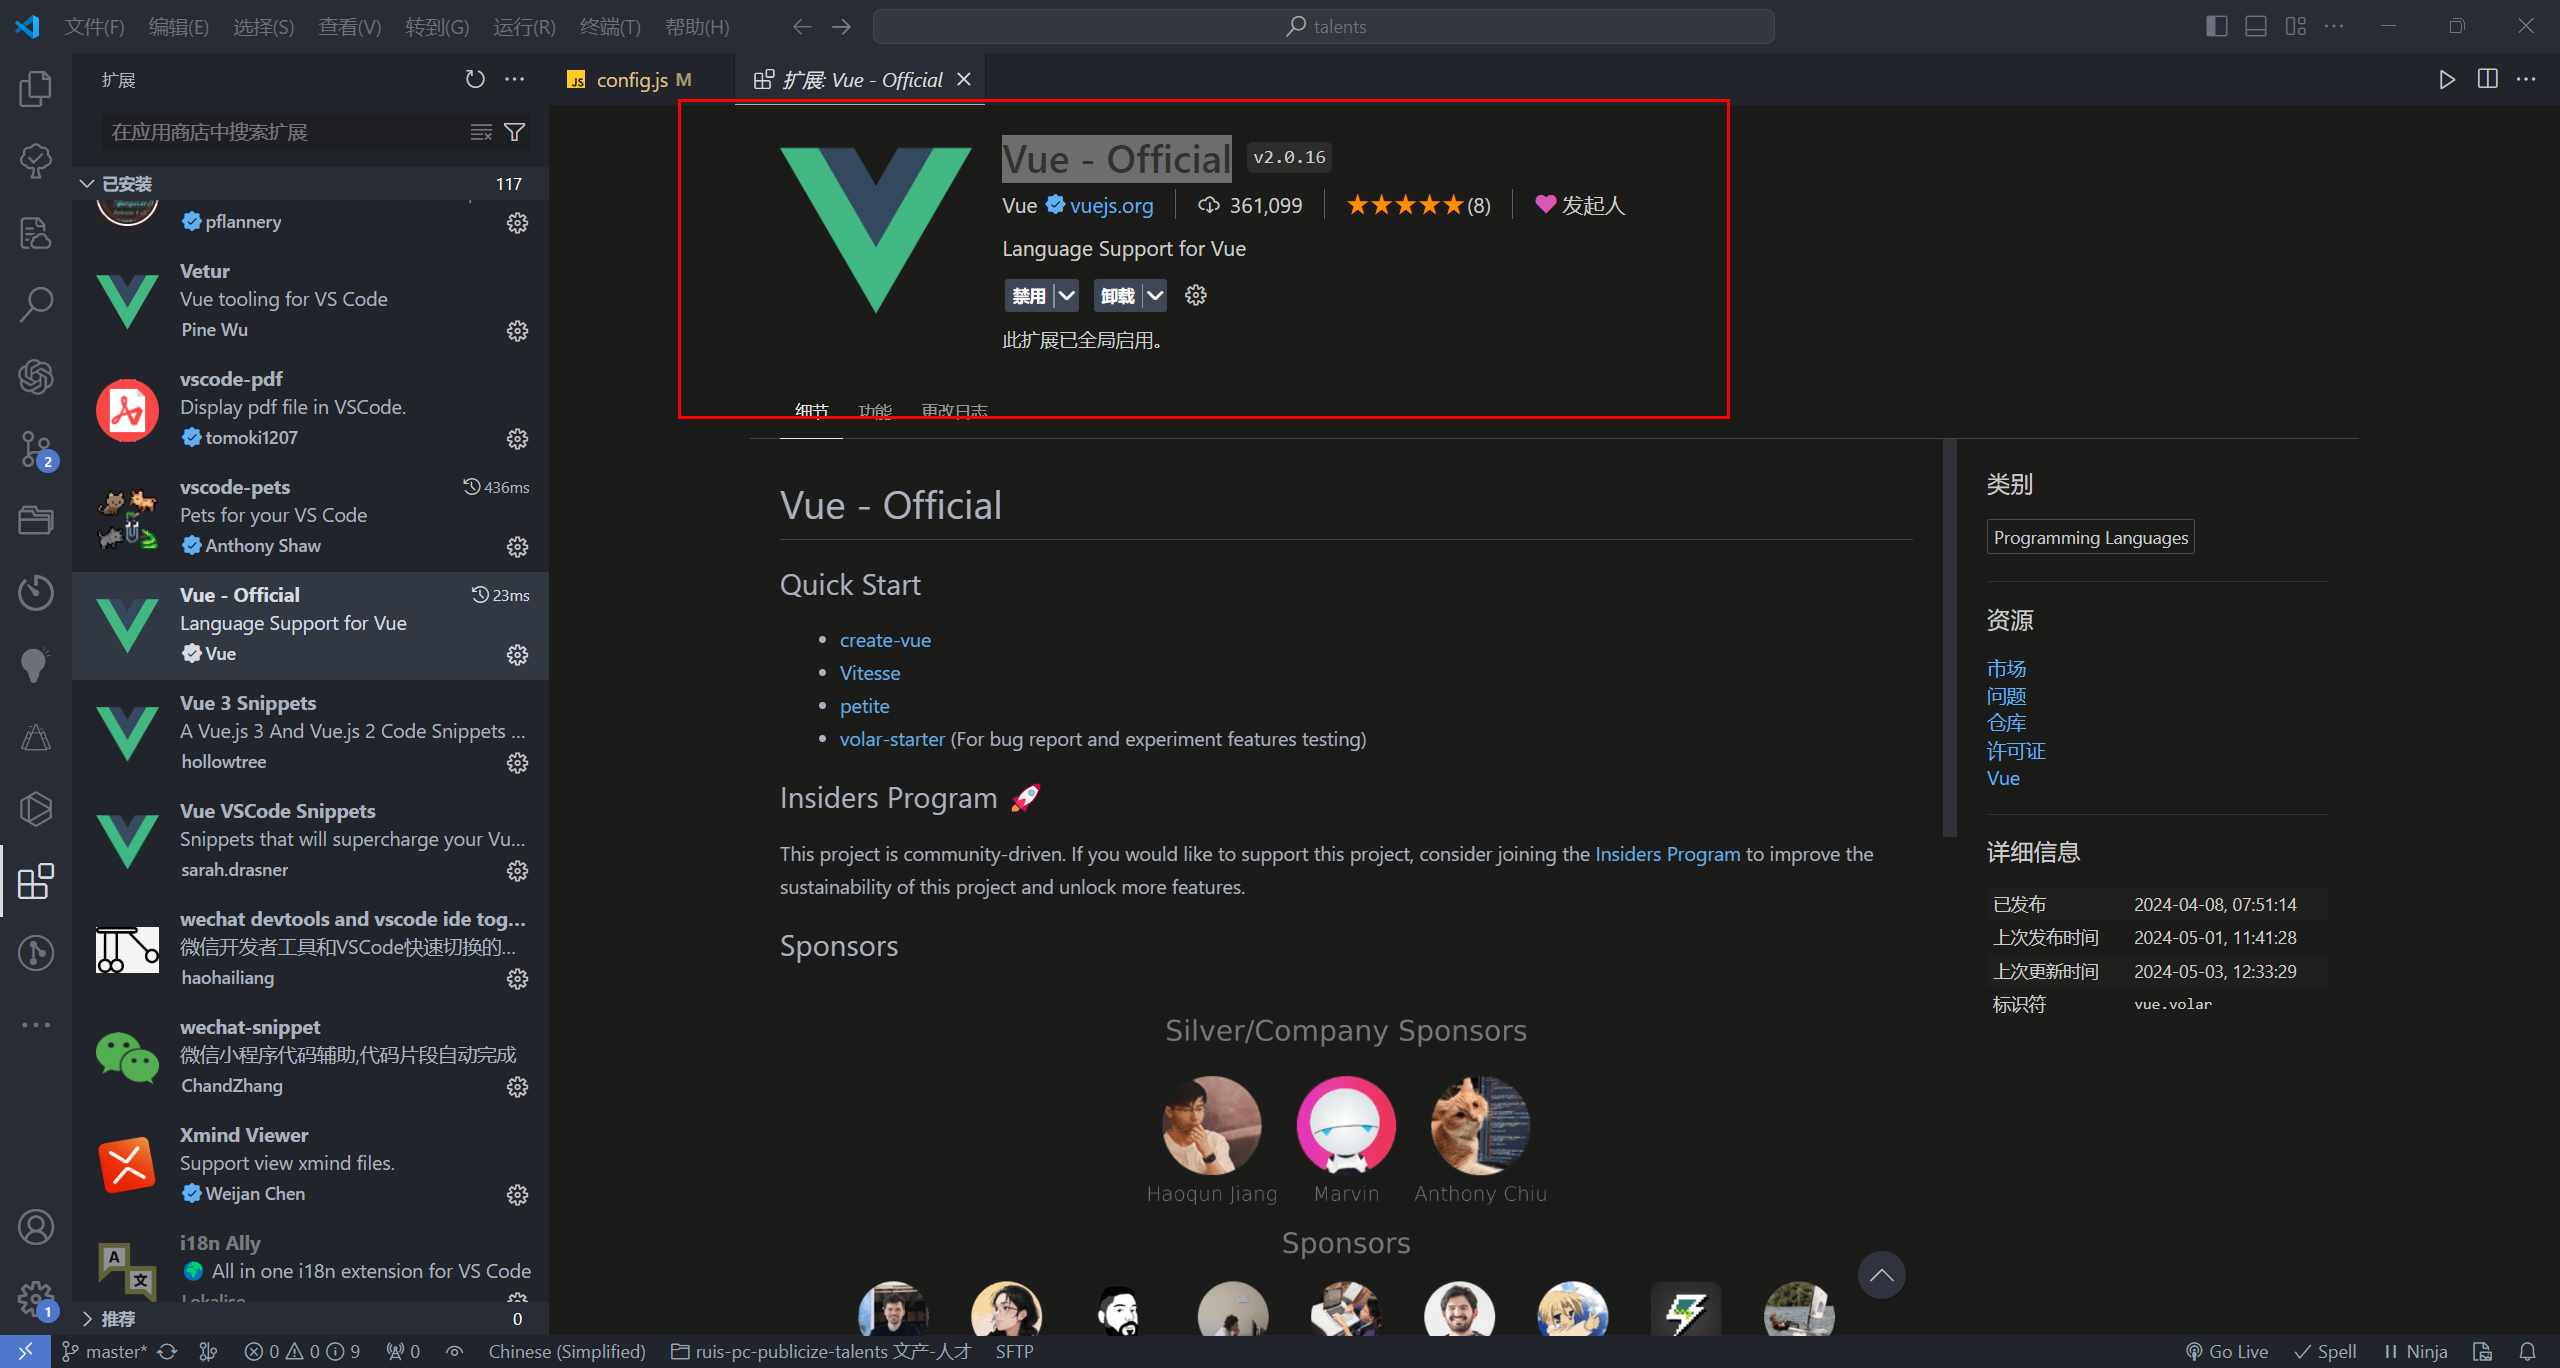 文件(F) 编辑(E) 选择(S) 查看(V) 转到(G) 运行(R) 终端(T) 帮助(H) talents
扩展
在应用商店中搜索扩展
已安装 117
pflannery
Vetur
Vue tooling for VS Code
Pine Wu
vscode-pdf
Display pdf file in VSCode.
tomoki1207
vscode-pets 436ms
Pets for your VS Code
Anthony Shaw
Vue - Official 23ms
Language Support for Vue
Vue
Vue 3 Snippets
A Vue.js 3 And Vue.js 2 Code Snippets ...
hollowtree
Vue VSCode Snippets
Snippets that will supercharge your Vu...
sarah.drasner
wechat devtools and vscode ide tog...
微信开发者工具和VSCode快速切换的...
haohailiang
wechat-snippet
微信小程序代码辅助,代码片段自动完成
ChandZhang
Xmind Viewer
Support view xmind files.
Weijan Chen
i18n Ally
All in one i18n extension for VS Code
Lokalise
推荐 0
config.js M 扩展: Vue - Official
Vue - Official v2.0.16
Vue vuejs.org 361,099 (8) 发起人
Language Support for Vue
禁用 卸载
此扩展已全局启用。
细节 功能 更改日志
Vue - Official
Quick Start
create-vue
Vitesse
petite
volar-starter (For bug report and experiment features testing)
Insiders Program 🚀
This project is community-driven. If you would like to support this project, consider joining the Insiders Program to improve the
sustainability of this project and unlock more features.
Sponsors
Silver/Company Sponsors
Haoqun Jiang Marvin Anthony Chiu
Sponsors
类别
Programming Languages
资源
市场
问题
仓库
许可证
Vue
详细信息
已发布 2024-04-08, 07:51:14
上次发布时间 2024-05-01, 11:41:28
上次更新时间 2024-05-03, 12:33:29
标识符 vue.volar
2
1
master* 0 0 9 0 Chinese (Simplified) ruis-pc-publicize-talents 文产-人才 SFTP Go Live Spell Ninja